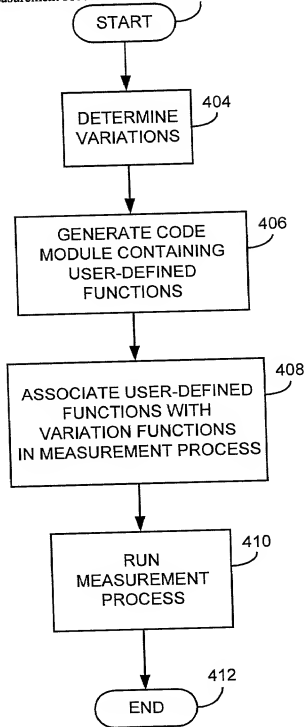 START
404
DETERMINE
VARIATIONS
406
GENERATE CODE
MODULE CONTAINING
USER-DEFINED
FUNCTIONS
408
ASSOCIATE USER-DEFINED
FUNCTIONS WITH
VARIATION FUNCTIONS
IN MEASUREMENT PROCESS
410
RUN
MEASUREMENT
PROCESS
412
END